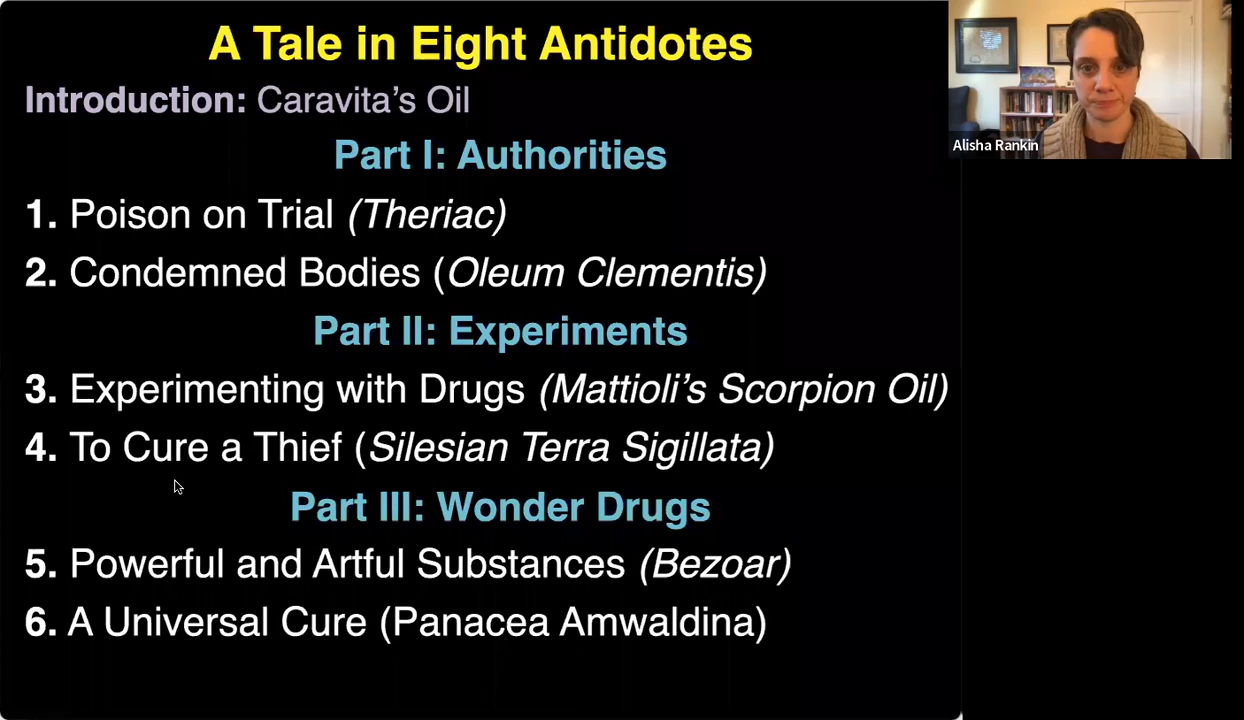 A Tale in Eight Antidotes
Introduction: Caravita's Oil
Part I: Authorities
1. Poison on Trial (Theriac)
2. Condemned Bodies (Oleum Clementis)
Part II: Experiments
3. Experimenting with Drugs (Mattioli's Scorpion Oil)
4. To Cure a Thief (Silesian Terra Sigillata)
Part III: Wonder Drugs
5. Powerful and Artful Substances (Bezoar)
6. A Universal Cure (Panacea Amwaldina)
Alisha Rankin